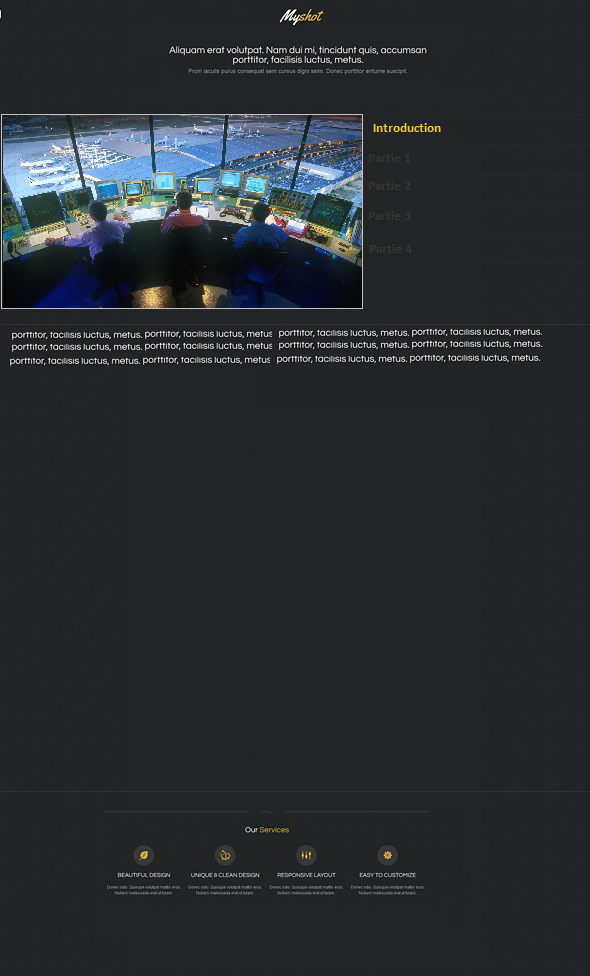 Myshot
Aliquam erat volutpat. Nam dui mi, tincidunt quis, accumsan
porttitor, facilisis luctus, metus.
Proin iaculis purus consequat sem cursus digni ssim. Donec porttitor entume suscipit.
Introduction
Partie 1
Partie 2
Partie 3
Partie 4
porttitor, facilisis luctus, metus. porttitor, facilisis luctus, metus porttitor, facilisis luctus, metus. porttitor, facilisis luctus, metus.
porttitor, facilisis luctus, metus. porttitor, facilisis luctus, metus porttitor, facilisis luctus, metus. porttitor, facilisis luctus, metus.
porttitor, facilisis luctus, metus. porttitor, facilisis luctus, metus porttitor, facilisis luctus, metus. porttitor, facilisis luctus, metus.
Our Services
BEAUTIFUL DESIGN
UNIQUE & CLEAN DESIGN
RESPONSIVE LAYOUT
EASY TO CUSTOMIZE
Donec odio. Quisque volutpat mattis eros.
Nullam malesuada erat ut turpis.
Donec odio. Quisque volutpat mattis eros.
Nullam malesuada erat ut turpis.
Donec odio. Quisque volutpat mattis eros.
Nullam malesuada erat ut turpis.
Donec odio. Quisque volutpat mattis eros.
Nullam malesuada erat ut turpis.